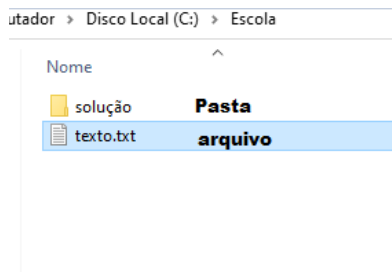 utador > Disco Local (C:) > Escola
Nome
solução Pasta
texto.txt arquivo